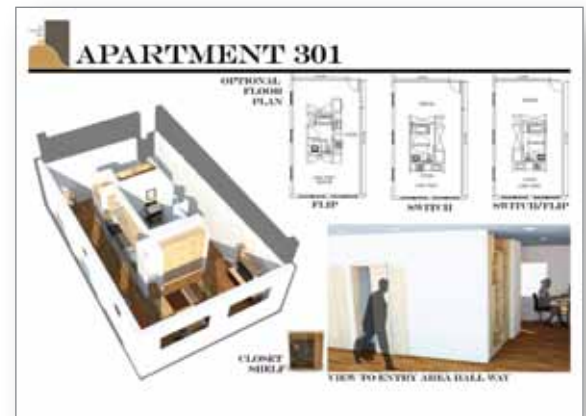 APARTMENT 301
OPTIONAL
FLOOR
PLAN
FLIP
SWITCH
SWITCH/FLIP
CLOSET
SHELF
VIEW TO ENTRY AREA HALL WAY